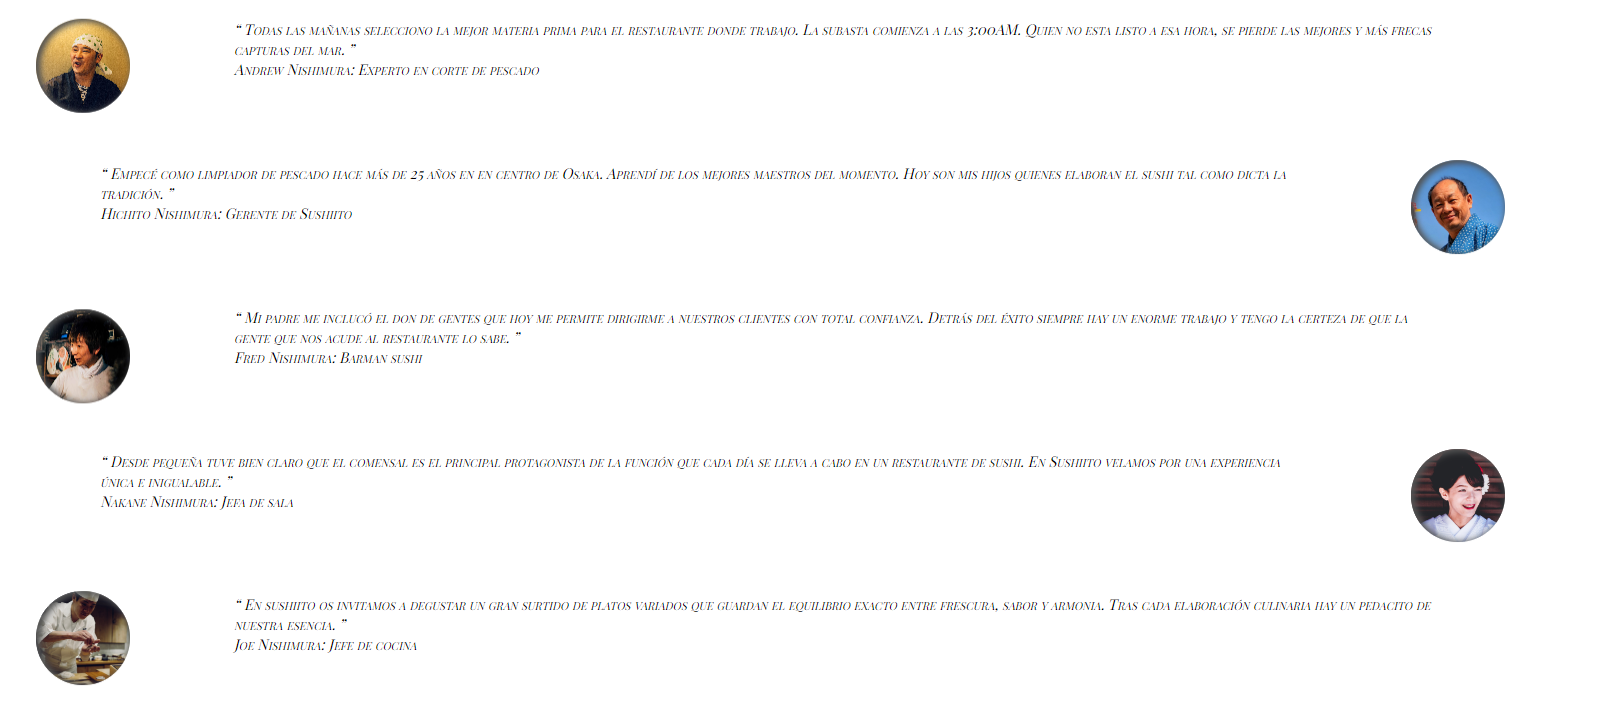 “ Todas las mañanas selecciono la mejor materia prima para el restaurante donde trabajo. La subasta comienza a las 3:00AM. Quien no esta listo a esa hora, se pierde las mejores y más frecas
capturas del mar. ”
Andrew Nishimura: Experto en corte de pescado
“ Empecé como limpiador de pescado hace más de 25 años en en centro de Osaka. Aprendí de los mejores maestros del momento. Hoy son mis hijos quienes elaboran el sushi tal como dicta la
tradición. ”
Hichito Nishimura: Gerente de Sushiito
“ Mi padre me inclucó el don de gentes que hoy me permite dirigirme a nuestros clientes con total confianza. Detrás del éxito siempre hay un enorme trabajo y tengo la certeza de que la
gente que nos acude al restaurante lo sabe. ”
Fred Nishimura: Barman sushi
“ Desde pequeña tuve bien claro que el comensal es el principal protagonista de la función que cada día se lleva a cabo en un restaurante de sushi. En Sushiito velamos por una experiencia
única e inigualable. ”
Nakane Nishimura: Jefa de sala
“ En sushiito os invitamos a degustar un gran surtido de platos variados que guardan el equilibrio exacto entre frescura, sabor y armonia. Tras cada elaboración culinaria hay un pedacito de
nuestra esencia. ”
Joe Nishimura: Jefe de cocina